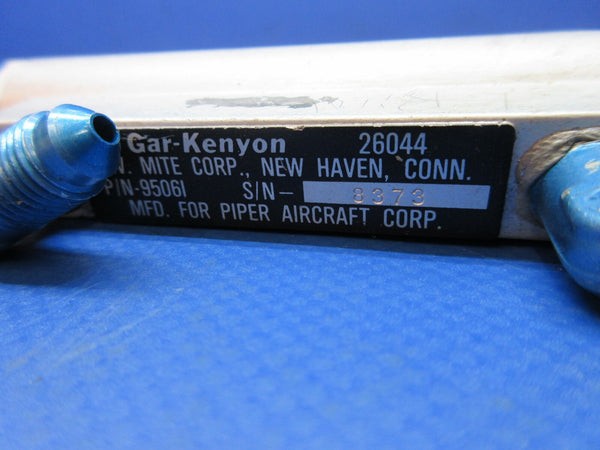 Gar-Kenyon 26044
MITE CORP., NEW HAVEN, CONN.
P/N-95061 S/N- 8373
MFD. FOR PIPER AIRCRAFT CORP.